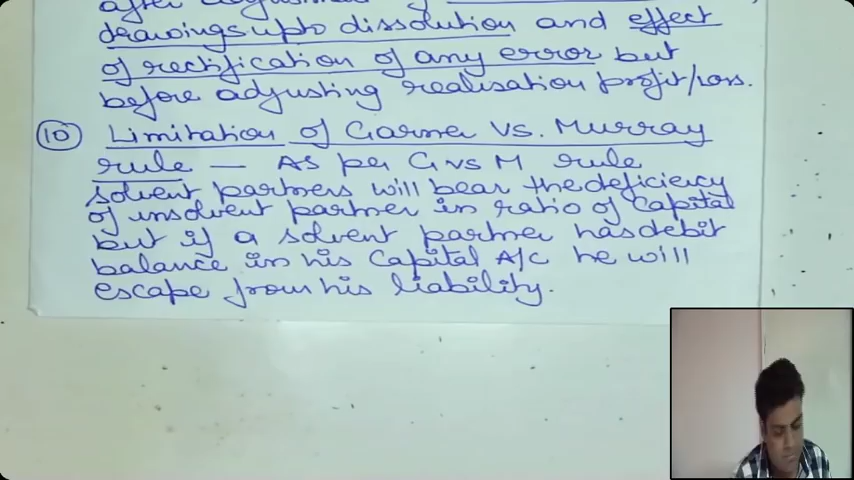 after
drawings upto dissolution and effect
of rectification of any error but
before adjusting realisation profit/loss.
10 Limitation of Garner vs. Murray
rule — As per G vs M rule
solvent partners will bear the deficiency
of insolvent partner in ratio of Capital
but if a solvent partner has debit
balance in his Capital A/c he will
escape from his liability.